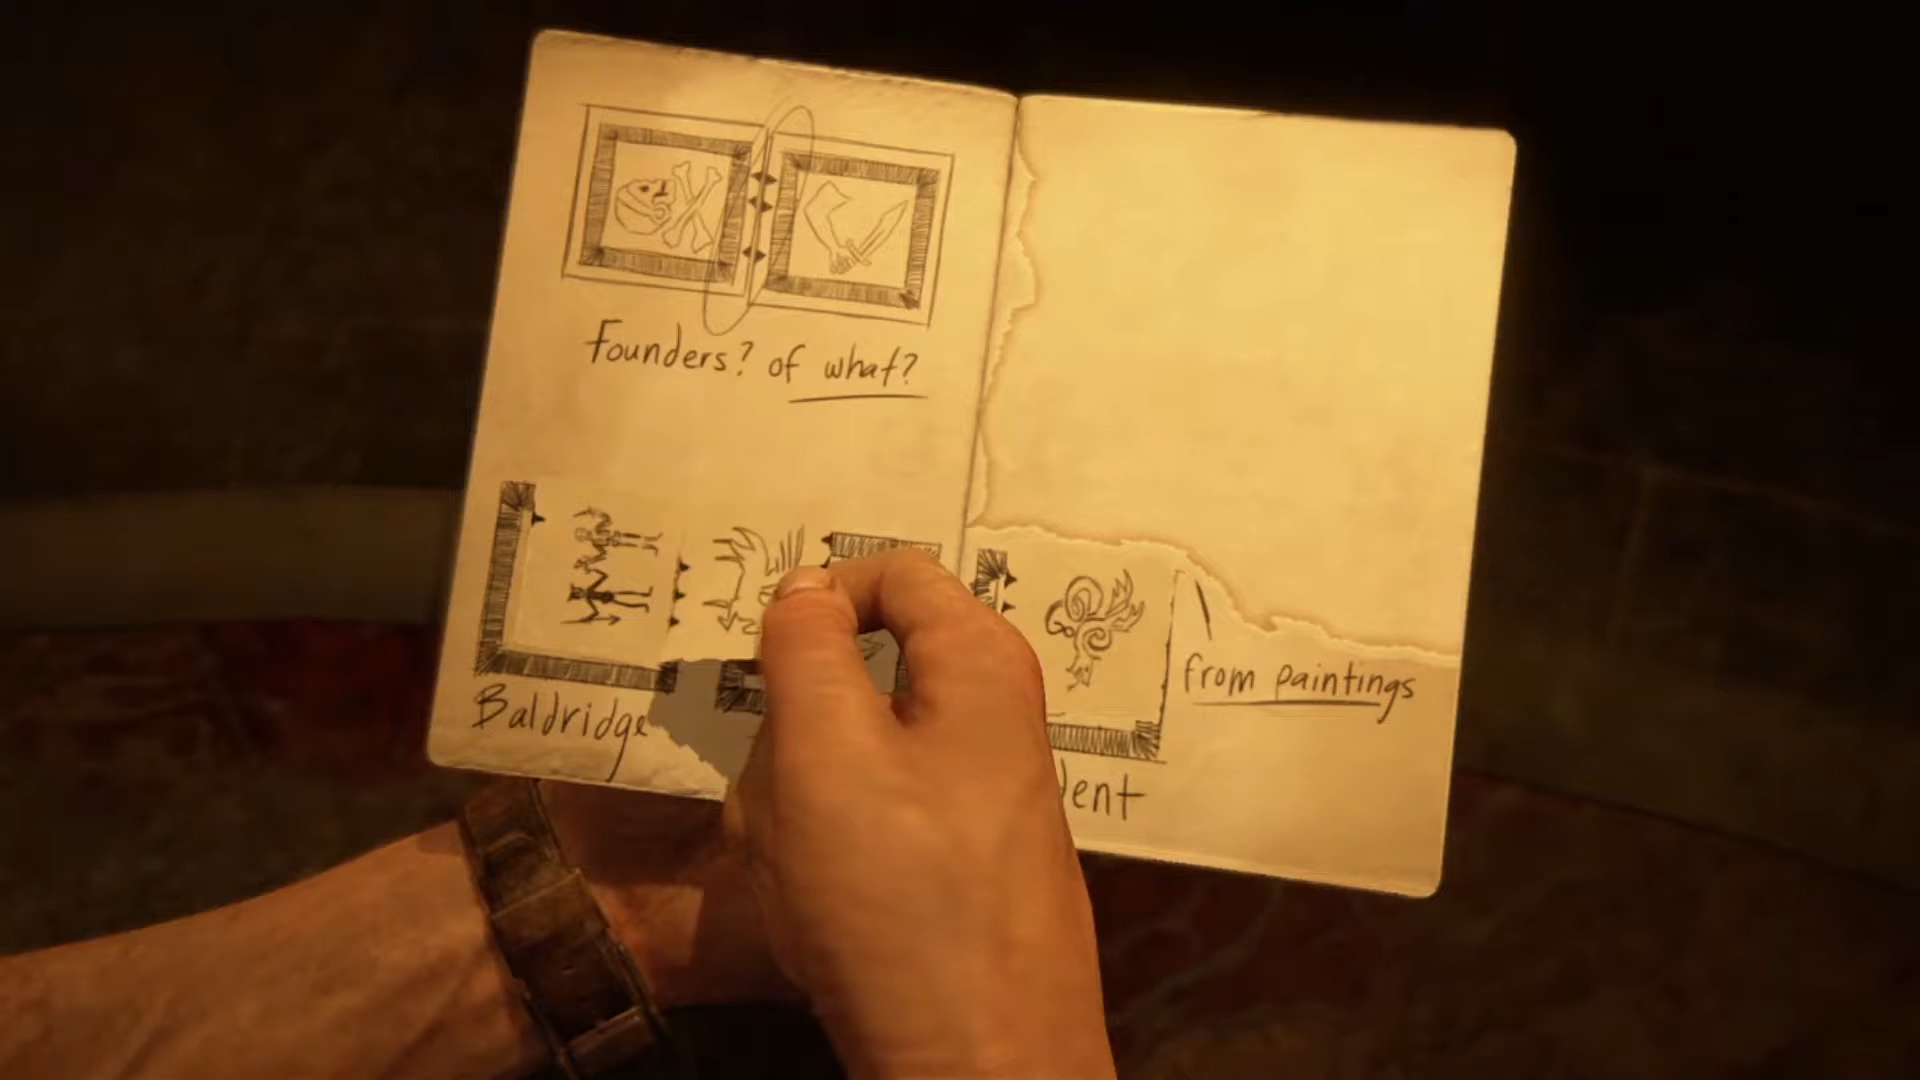 Founders? of what?
Baldridge
from paintings
dent